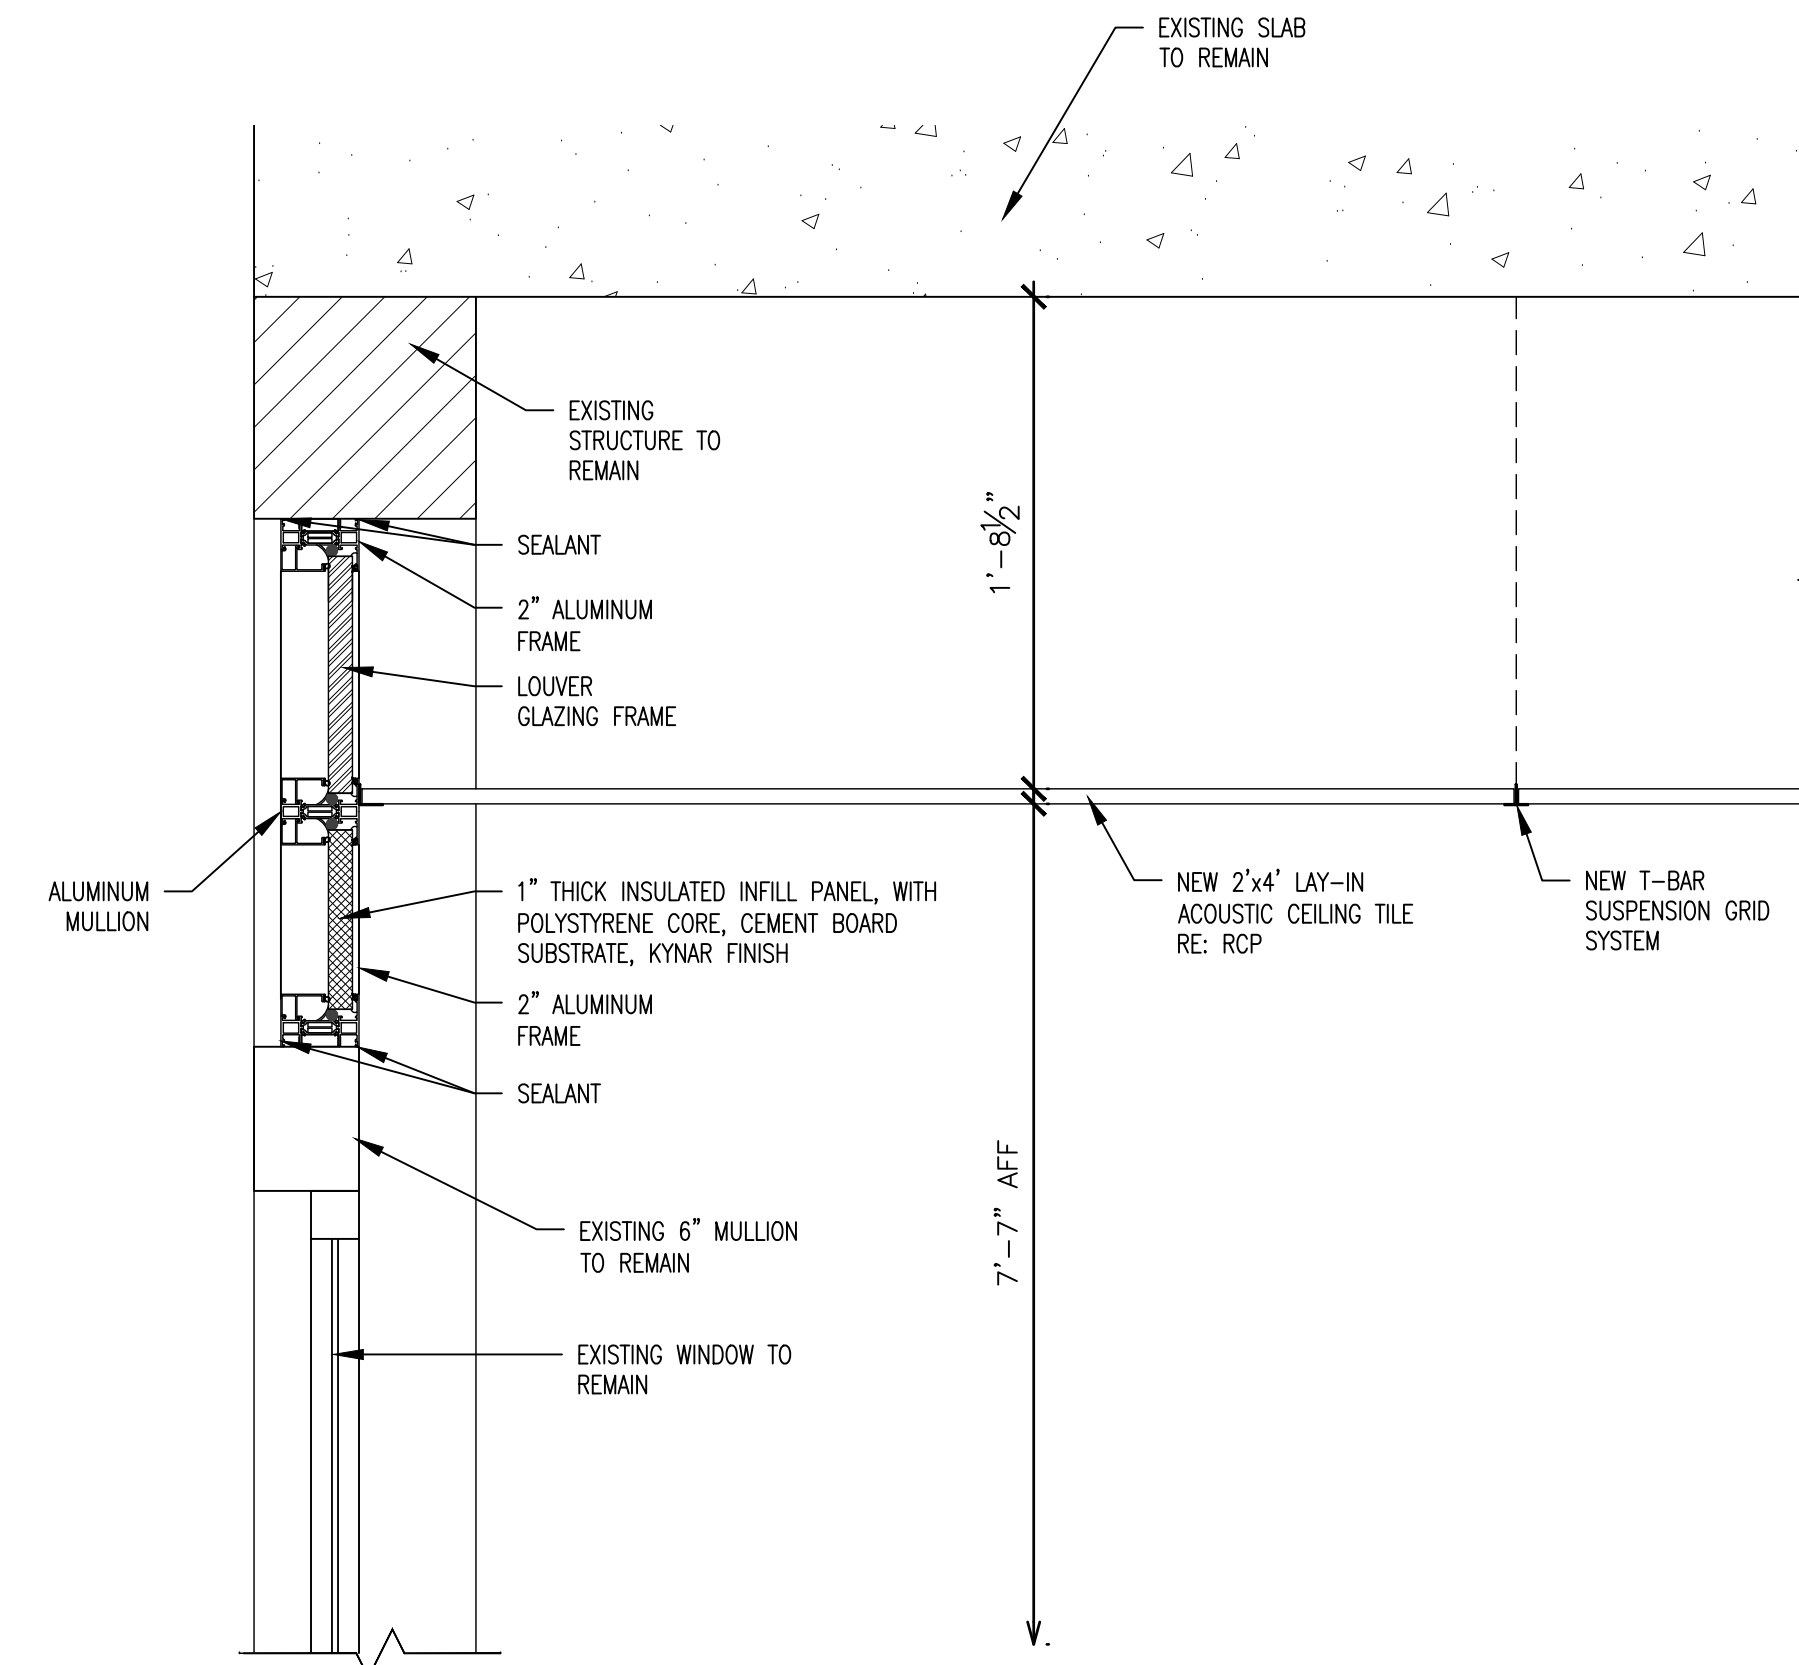 EXISTING SLAB
TO REMAIN
EXISTING
STRUCTURE TO
REMAIN
1'-8½"
SEALANT
2" ALUMINUM
FRAME
LOUVER
GLAZING FRAME
ALUMINUM
MULLION
1" THICK INSULATED INFILL PANEL, WITH
POLYSTYRENE CORE, CEMENT BOARD
SUBSTRATE, KYNAR FINISH
NEW 2'x4' LAY-IN
ACOUSTIC CEILING TILE
RE: RCP
NEW T-BAR
SUSPENSION GRID
SYSTEM
2" ALUMINUM
FRAME
SEALANT
7'-7" AFF
EXISTING 6" MULLION
TO REMAIN
EXISTING WINDOW TO
REMAIN